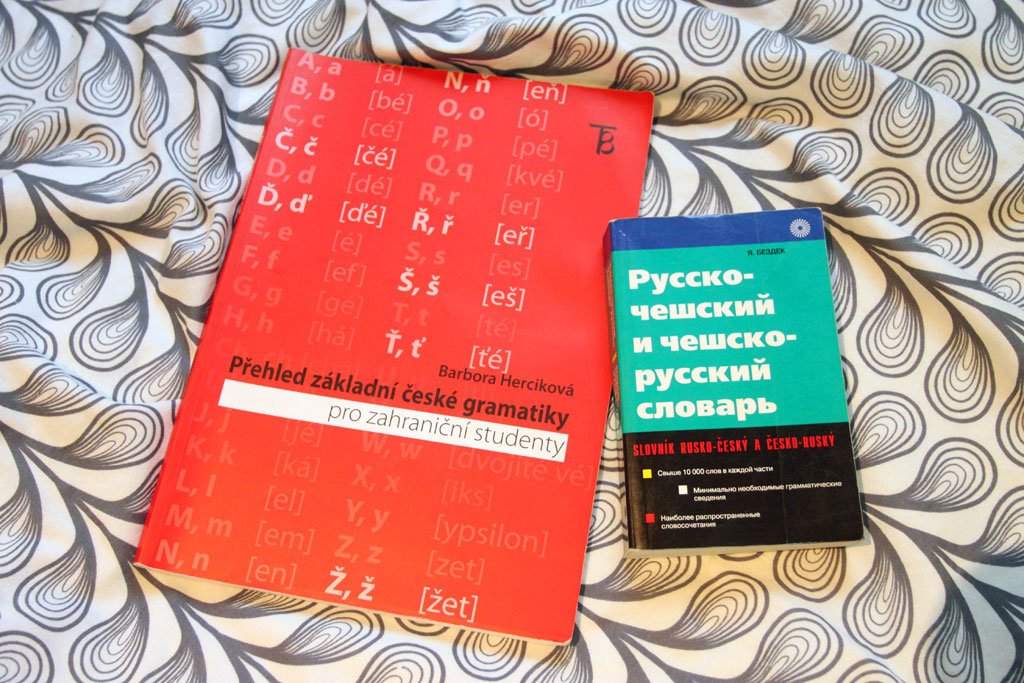 A, a [á]
B, b [bé]
C, c [cé]
Č, č [čé]
D, d [dé]
Ď, ď [ďé]
E, e [é]
F, f [ef]
G, g [gé]
H, h [há]
J, j [jé]
K, k [ká]
L, l [el]
M, m [em]
N, n [en]
Ň, ň [eň]
O, o [ó]
P, p [pé]
Q, q [kvé]
R, r [er]
Ř, ř [eř]
S, s [es]
Š, š [eš]
T, t [té]
Ť, ť [ťé]
W, w [dvojité vé]
X, x [iks]
Y, y [ypsilon]
Z, z [zet]
Ž, ž [žet]
TB
Barbora Hercíková
Přehled základní české gramatiky
pro zahraniční studenty
Я. БЕЗДЕК
Русско-
чешский
и чешско-
русский
словарь
SLOVNÍK RUSKO-ČESKÝ A ČESKO-RUSKÝ
Свыше 10 000 слов в каждой части
Минимально необходимые грамматические
сведения
Наиболее распространенные
словосочетания